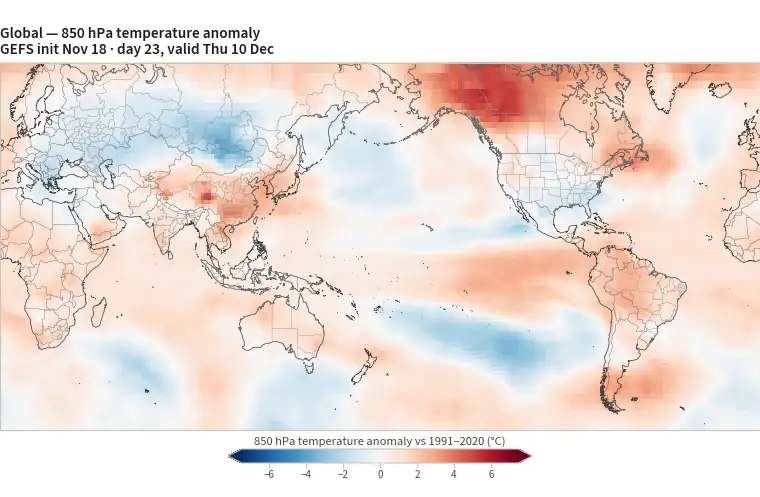 Global — 850 hPa temperature anomaly
GEFS init Nov 18 · day 23, valid Thu 10 Dec
850 hPa temperature anomaly vs 1991–2020 (°C)
−6 −4 −2 0 2 4 6